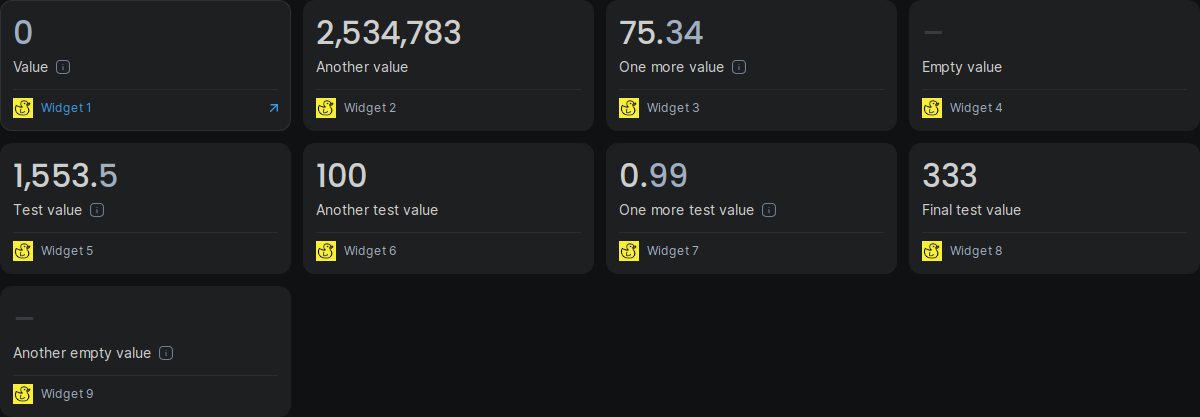 0
Value
Widget 1
2,534,783
Another value
Widget 2
75.34
One more value
Widget 3
–
Empty value
Widget 4
1,553.5
Test value
Widget 5
100
Another test value
Widget 6
0.99
One more test value
Widget 7
333
Final test value
Widget 8
–
Another empty value
Widget 9